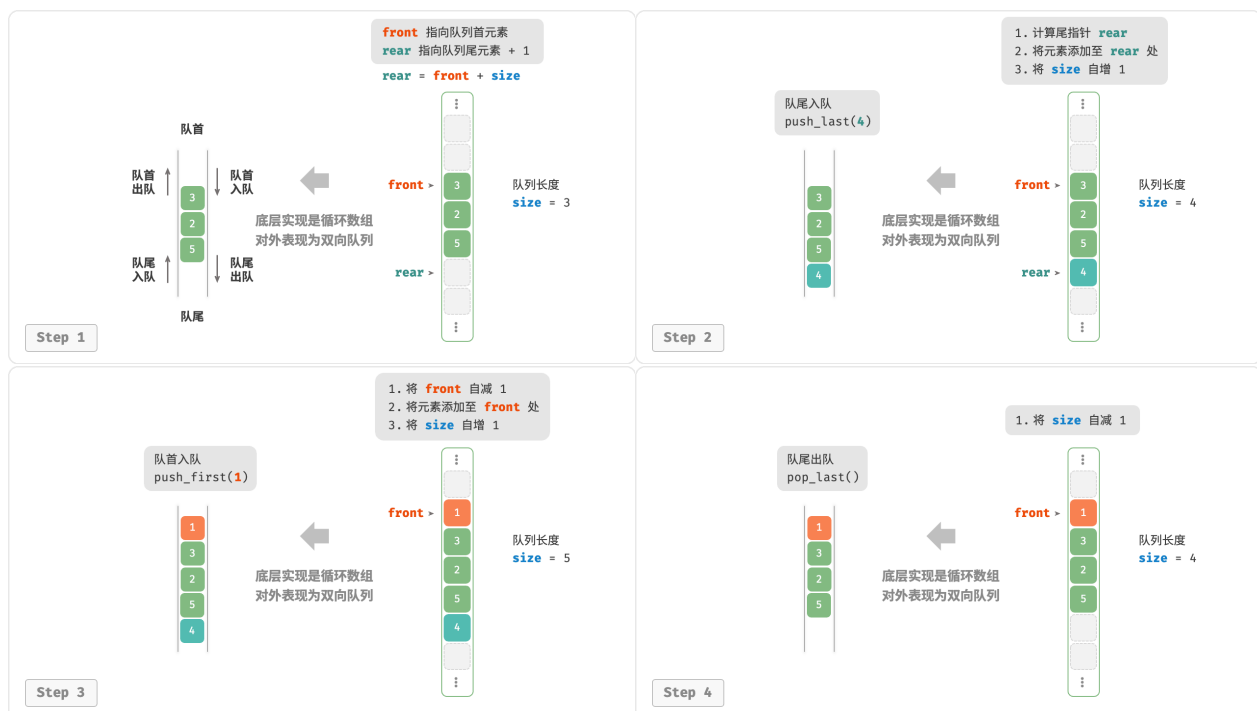 front 指向队列首元素
rear 指向队列尾元素 + 1
rear = front + size
队首
队首
出队
队首
入队
3
2
5
队尾
入队
队尾
出队
队尾
底层实现是循环数组
对外表现为双向队列
front
3
2
5
rear
队列长度
size = 3
Step 1
1. 计算尾指针 rear
2. 将元素添加至 rear 处
3. 将 size 自增 1
队尾入队
push_last(4)
3
2
5
4
底层实现是循环数组
对外表现为双向队列
front
3
2
5
rear
4
队列长度
size = 4
Step 2
1. 将 front 自减 1
2. 将元素添加至 front 处
3. 将 size 自增 1
队首入队
push_first(1)
1
3
2
5
4
底层实现是循环数组
对外表现为双向队列
front
1
3
2
5
4
队列长度
size = 5
Step 3
1. 将 size 自减 1
队尾出队
pop_last()
1
3
2
5
底层实现是循环数组
对外表现为双向队列
front
1
3
2
5
队列长度
size = 4
Step 4